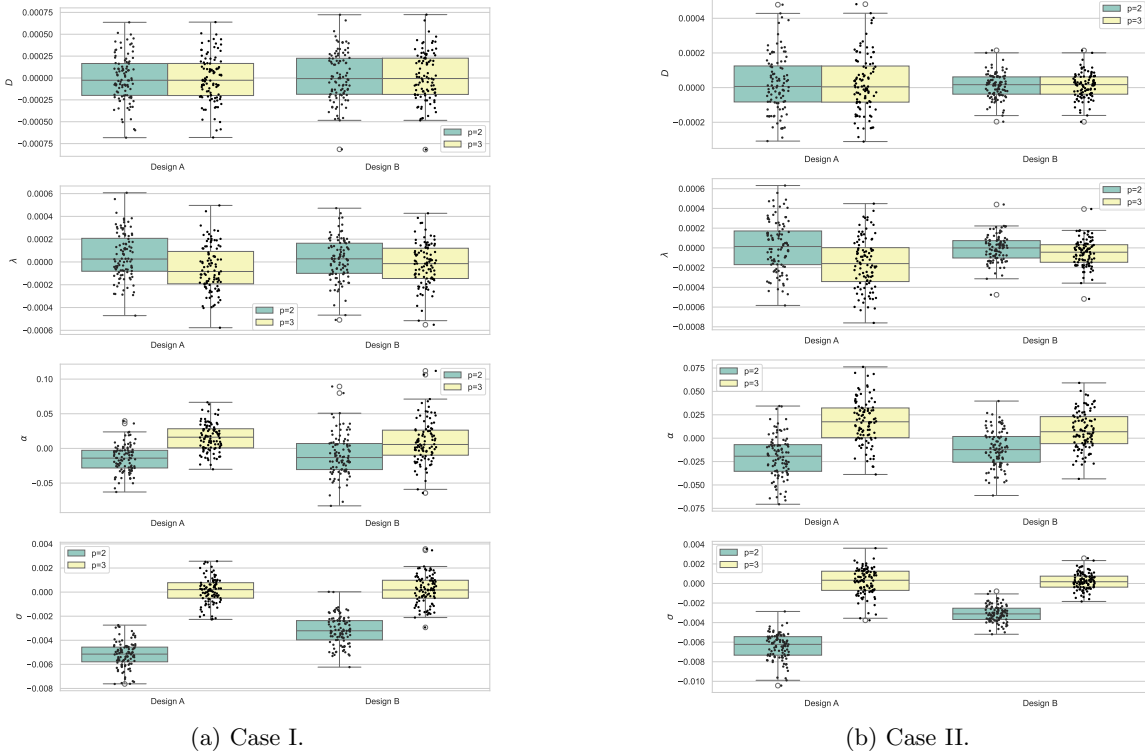 0.00075
0.00050
0.00025
D
0.00000
−0.00025
−0.00050
−0.00075
p=2
p=3
Design A
Design B
0.0006
0.0004
0.0002
λ
0.0000
−0.0002
−0.0004
−0.0006
p=2
p=3
Design A
Design B
0.10
0.05
α
0.00
−0.05
p=2
p=3
Design A
Design B
0.004
0.002
0.000
−0.002
σ
−0.004
−0.006
−0.008
p=2
p=3
Design A
Design B
(a) Case I.
0.0004
0.0002
D
0.0000
−0.0002
p=2
p=3
Design A
Design B
0.0006
0.0004
0.0002
0.0000
λ
−0.0002
−0.0004
−0.0006
−0.0008
p=2
p=3
Design A
Design B
0.075
0.050
0.025
α
0.000
−0.025
−0.050
−0.075
p=2
p=3
Design A
Design B
0.004
0.002
0.000
−0.002
σ
−0.004
−0.006
−0.008
−0.010
p=2
p=3
Design A
Design B
(b) Case II.